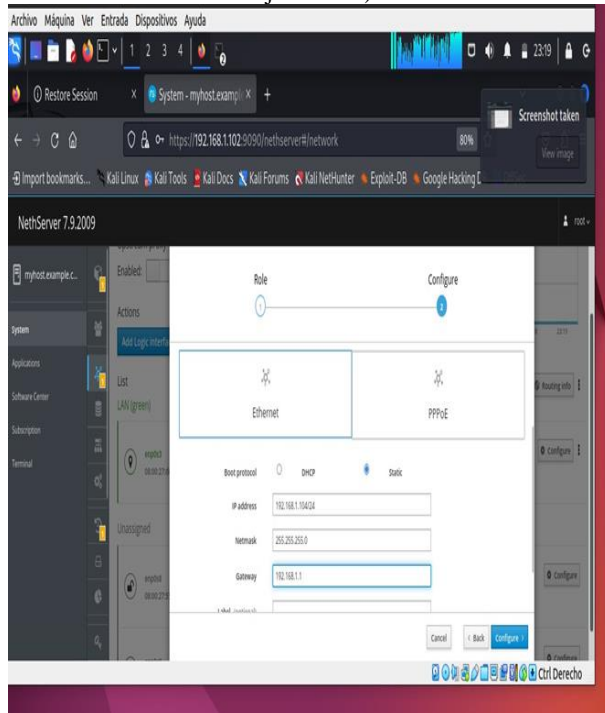 Archivo Máquina Ver Entrada Dispositivos Ayuda
1 2 3 4
23:19
Restore Session
System - myhost.exampl
Screenshot taken
View image
https://192.168.1.102:9090/nethserver#/network
80%
Import bookmarks...
Kali Linux
Kali Tools
Kali Docs
Kali Forums
Kali NetHunter
Exploit-DB
Google Hacking D
NethServer 7.9.2009
root
myhost.example.c...
System
Applications
Software Center
Subscription
Terminal
Enabled:
Actions
Add Logic interfa
List
LAN (green)
enp0s3
Unassigned
Role
Configure
1
2
Ethernet
PPPoE
Boot protocol
DHCP
Static
IP address
192.168.1.104/24
Netmask
255.255.255.0
Gateway
192.168.1.1
Label (optional)
Cancel
< Back
Configure >
Routing info
Configure
Configure
Configure
Ctrl Derecho